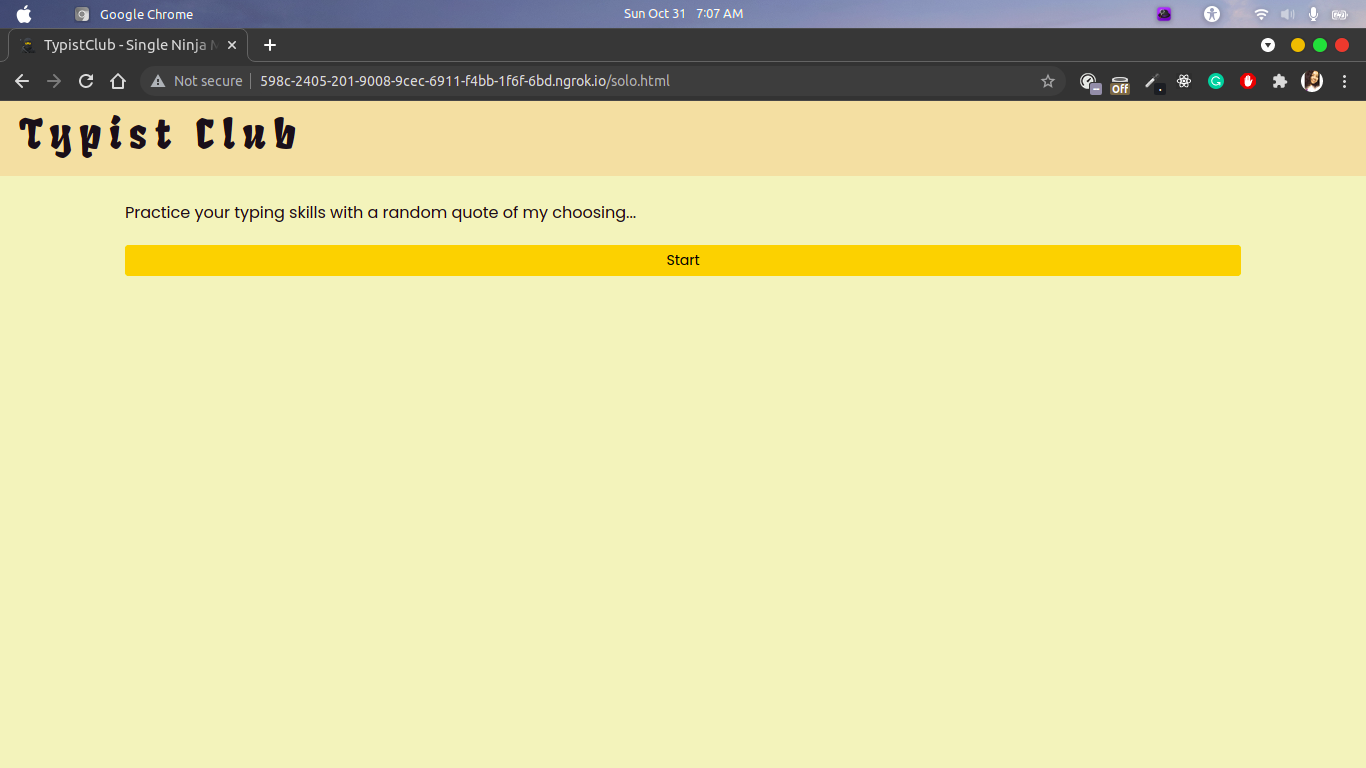 Google Chrome
Sun Oct 31 7:07 AM
TypistClub - Single Ninja
Not secure
598c-2405-201-9008-9cec-6911-f4bb-1f6f-6bd.ngrok.io/solo.html
Off
Typist Club
Practice your typing skills with a random quote of my choosing...
Start